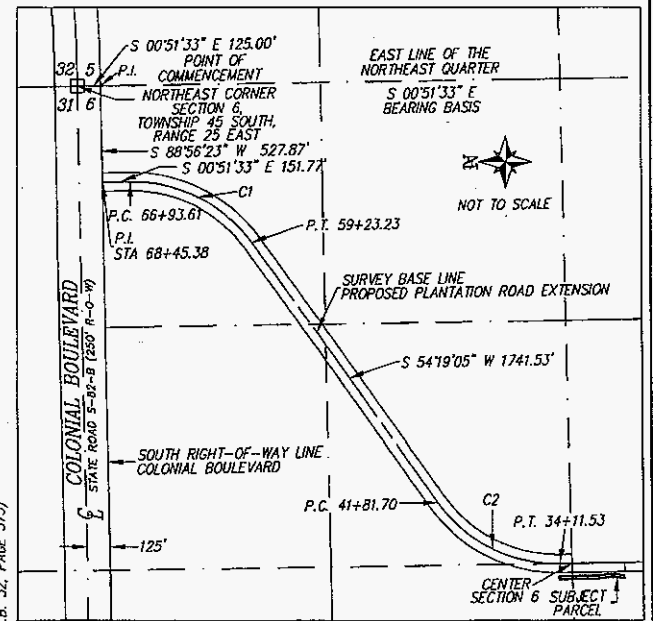 S 00°51'33" E 125.00'
POINT OF
COMMENCEMENT
32 5
P.I.
31 6
NORTHEAST CORNER
SECTION 6,
TOWNSHIP 45 SOUTH,
RANGE 25 EAST
S 88°56'23" W 527.87'
S 00°51'33" E 151.77'
EAST LINE OF THE
NORTHEAST QUARTER
S 00°51'33" E
BEARING BASIS
N
NOT TO SCALE
C1
P.C. 66+93.61
P.T. 59+23.23
P.I.
STA 68+45.38
SURVEY BASE LINE
PROPOSED PLANTATION ROAD EXTENSION
COLONIAL BOULEVARD
STATE ROAD S-82-B (250' R-O-W)
S 54°19'05" W 1741.53'
SOUTH RIGHT-OF-WAY LINE
COLONIAL BOULEVARD
P.C. 41+81.70
C2
P.T. 34+11.53
℄
125'
CENTER
SECTION 6
SUBJECT
PARCEL
.B. 32, PAGE 373)